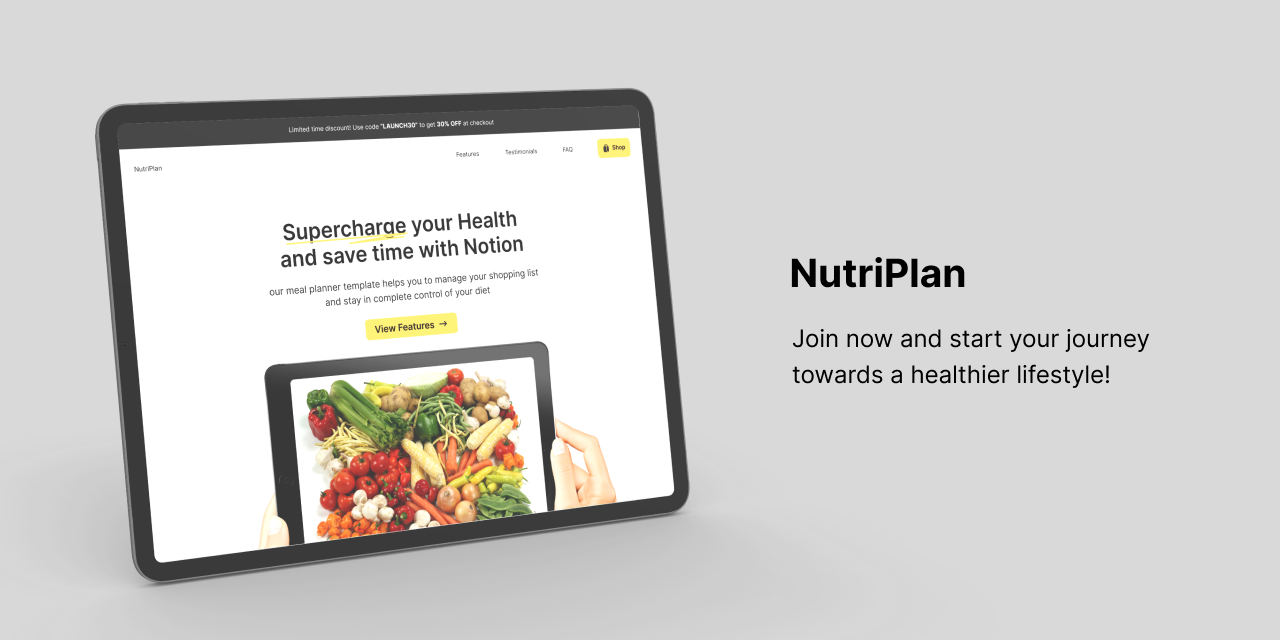 Limited time discount! Use code "LAUNCH30" to get 30% OFF at checkout
NutriPlan
Features
Testimonials
FAQ
Shop
Supercharge your Health
and save time with Notion
our meal planner template helps you to manage your shopping list
and stay in complete control of your diet
View Features →
NutriPlan
Join now and start your journey
towards a healthier lifestyle!